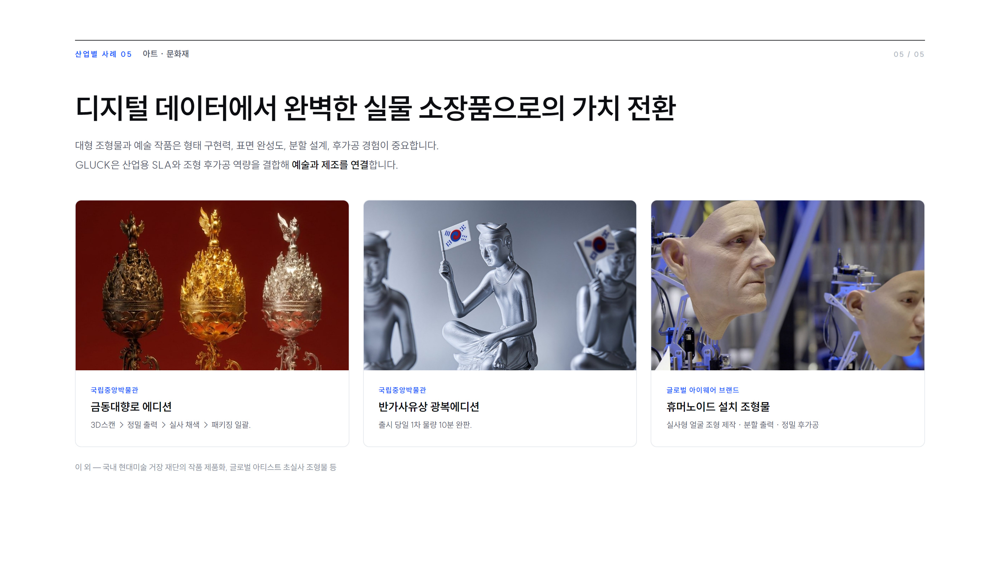 산업별 사례 05 아트 · 문화재
05 / 05
디지털 데이터에서 완벽한 실물 소장품으로의 가치 전환
대형 조형물과 예술 작품은 형태 구현력, 표면 완성도, 분할 설계, 후가공 경험이 중요합니다.
GLUCK은 산업용 SLA와 조형 후가공 역량을 결합해 예술과 제조를 연결합니다.
국립중앙박물관
금동대향로 에디션
3D스캔 > 정밀 출력 > 실사 채색 > 패키징 일괄.
국립중앙박물관
반가사유상 광복에디션
출시 당일 1차 물량 10분 완판.
글로벌 아이웨어 브랜드
휴머노이드 설치 조형물
실사형 얼굴 조형 제작 · 분할 출력 · 정밀 후가공
이 외 — 국내 현대미술 거장 재단의 작품 제품화, 글로벌 아티스트 초실사 조형물 등